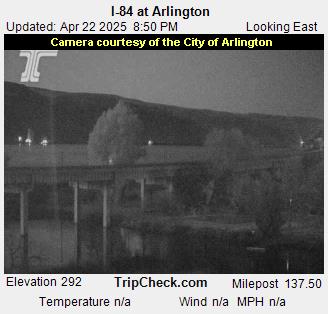 I-84 at Arlington
Updated: Apr 22 2025 8:50 PM Looking East
Camera courtesy of the City of Arlington
Elevation 292 TripCheck.com Milepost 137.50
Temperature n/a Wind n/a MPH n/a